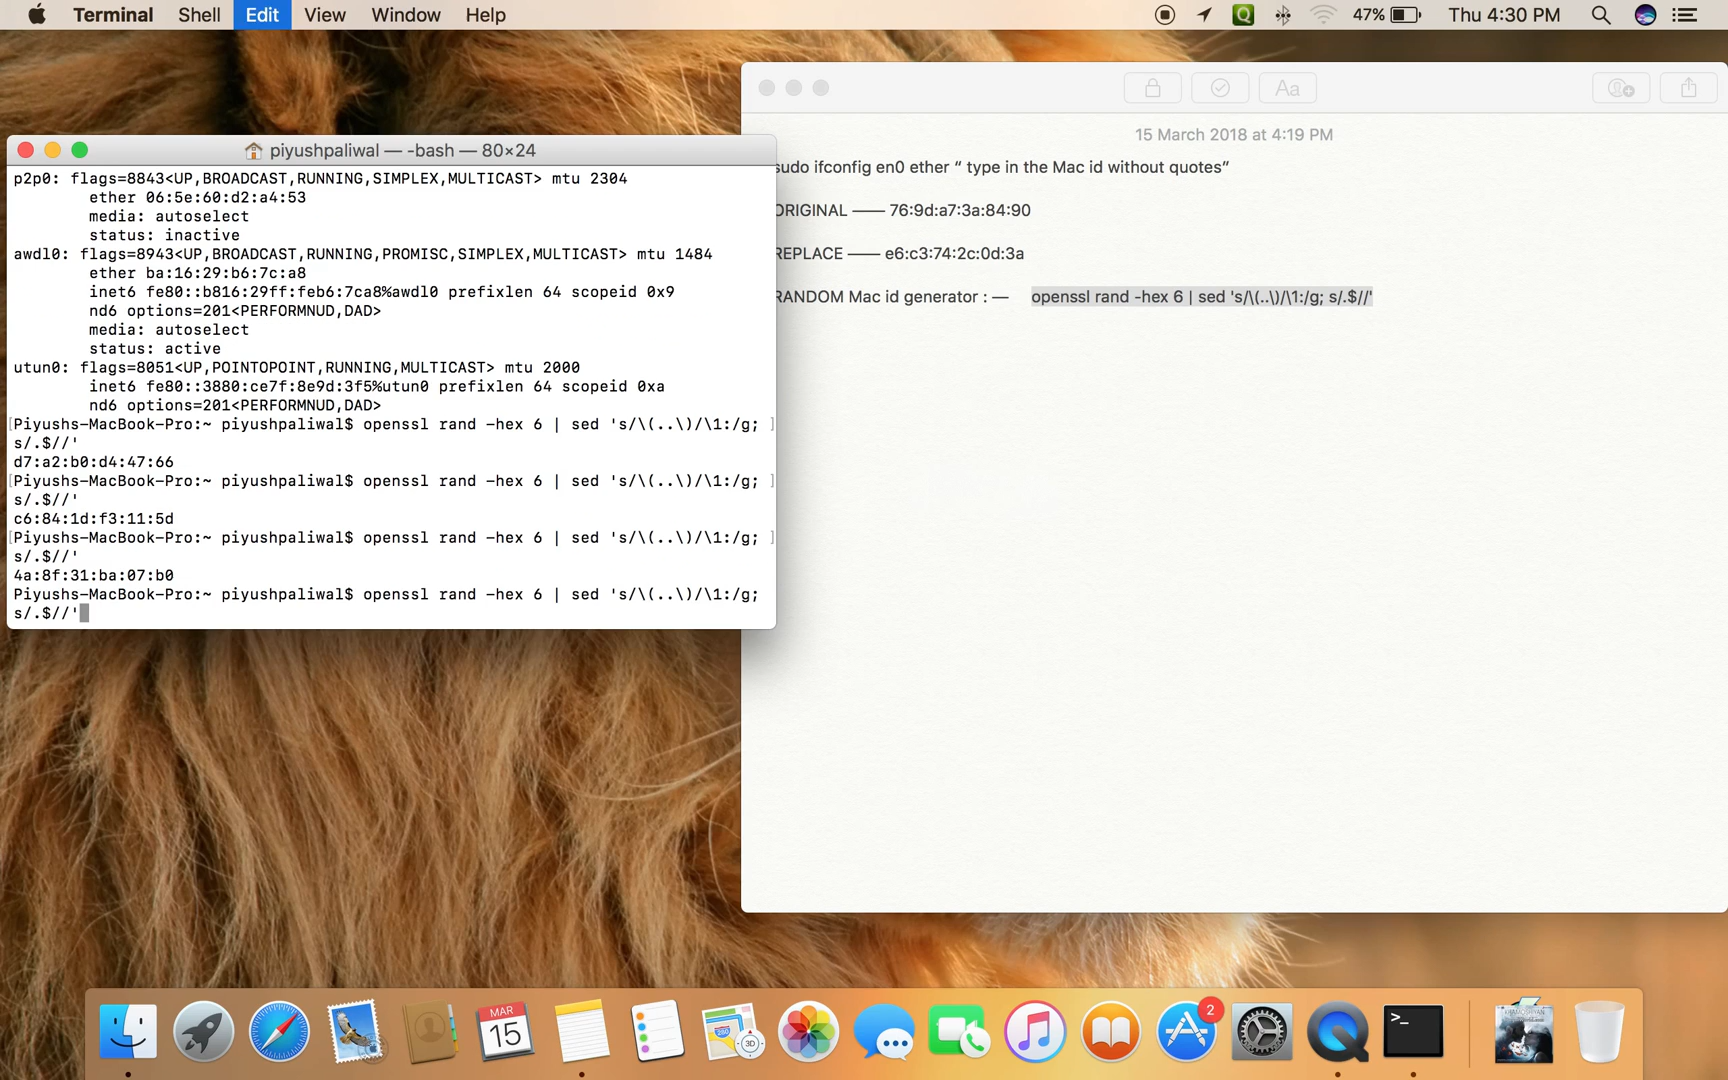 Terminal Shell Edit View Window Help 47% Thu 4:30 PM
piyushpaliwal — -bash — 80×24
p2p0: flags=8843<UP,BROADCAST,RUNNING,SIMPLEX,MULTICAST> mtu 2304
ether 06:5e:60:d2:a4:53
media: autoselect
status: inactive
awdl0: flags=8943<UP,BROADCAST,RUNNING,PROMISC,SIMPLEX,MULTICAST> mtu 1484
ether ba:16:29:b6:7c:a8
inet6 fe80::b816:29ff:feb6:7ca8%awdl0 prefixlen 64 scopeid 0x9
nd6 options=201<PERFORMNUD,DAD>
media: autoselect
status: active
utun0: flags=8051<UP,POINTOPOINT,RUNNING,MULTICAST> mtu 2000
inet6 fe80::3880:ce7f:8e9d:3f5%utun0 prefixlen 64 scopeid 0xa
nd6 options=201<PERFORMNUD,DAD>
[Piyushs-MacBook-Pro:~ piyushpaliwal$ openssl rand -hex 6 | sed 's/\(..\)/\1:/g; ]
s/.$//'
d7:a2:b0:d4:47:66
[Piyushs-MacBook-Pro:~ piyushpaliwal$ openssl rand -hex 6 | sed 's/\(..\)/\1:/g; ]
s/.$//'
c6:84:1d:f3:11:5d
[Piyushs-MacBook-Pro:~ piyushpaliwal$ openssl rand -hex 6 | sed 's/\(..\)/\1:/g; ]
s/.$//'
4a:8f:31:ba:07:b0
Piyushs-MacBook-Pro:~ piyushpaliwal$ openssl rand -hex 6 | sed 's/\(..\)/\1:/g;
s/.$//'
Aa
15 March 2018 at 4:19 PM
sudo ifconfig en0 ether “ type in the Mac id without quotes”
ORIGINAL —— 76:9d:a7:3a:84:90
REPLACE —— e6:c3:74:2c:0d:3a
RANDOM Mac id generator : — openssl rand -hex 6 | sed 's/\(..\)/\1:/g; s/.$//'
MAR
15
280
3D
2
>_